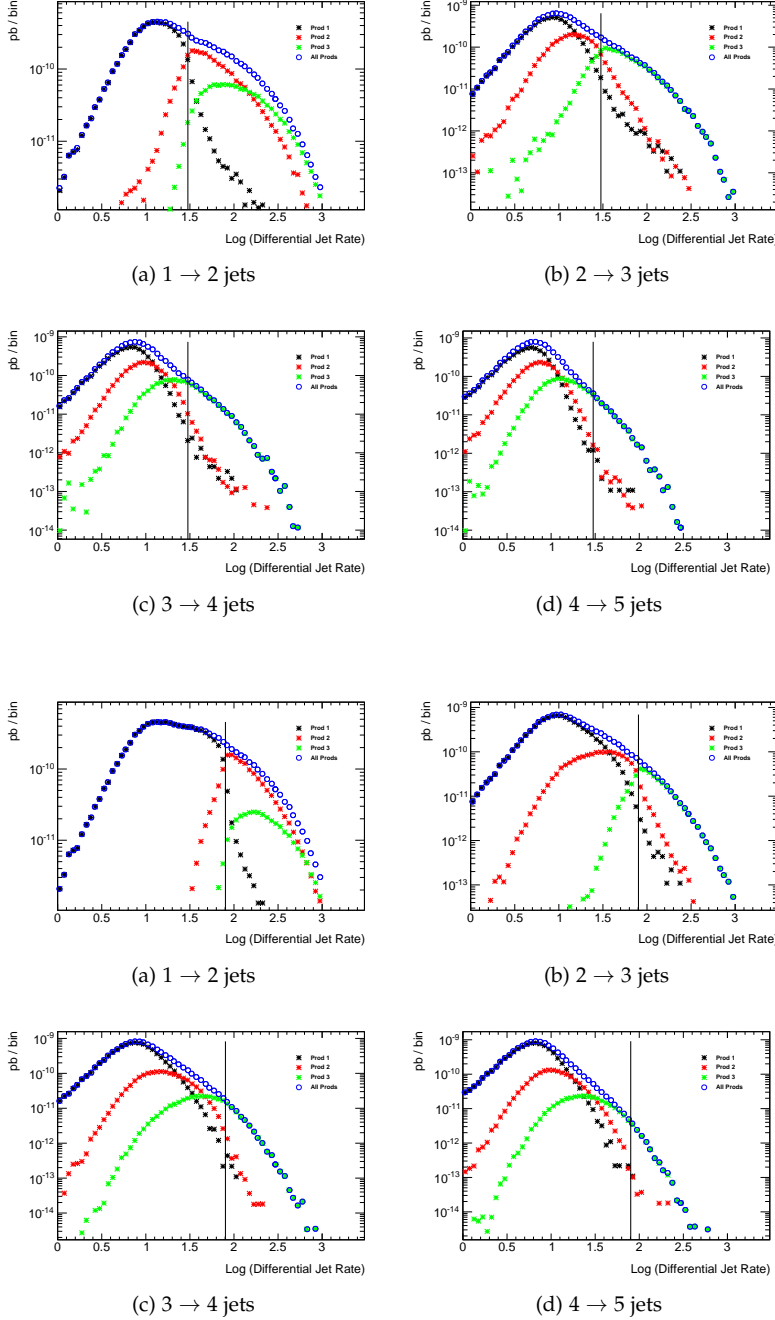 pb / bin
10-10
10-11
Prod 1
Prod 2
Prod 3
All Prods
0 0.5 1 1.5 2 2.5 3
Log (Differential Jet Rate)
(a) 1 → 2 jets
pb / bin
10-9
10-10
10-11
10-12
10-13
Prod 1
Prod 2
Prod 3
All Prods
0 0.5 1 1.5 2 2.5 3
Log (Differential Jet Rate)
(b) 2 → 3 jets
pb / bin
10-9
10-10
10-11
10-12
10-13
10-14
Prod 1
Prod 2
Prod 3
All Prods
0 0.5 1 1.5 2 2.5 3
Log (Differential Jet Rate)
(c) 3 → 4 jets
pb / bin
10-9
10-10
10-11
10-12
10-13
10-14
Prod 1
Prod 2
Prod 3
All Prods
0 0.5 1 1.5 2 2.5 3
Log (Differential Jet Rate)
(d) 4 → 5 jets
pb / bin
10-10
10-11
Prod 1
Prod 2
Prod 3
All Prods
0 0.5 1 1.5 2 2.5 3
Log (Differential Jet Rate)
(a) 1 → 2 jets
pb / bin
10-9
10-10
10-11
10-12
10-13
Prod 1
Prod 2
Prod 3
All Prods
0 0.5 1 1.5 2 2.5 3
Log (Differential Jet Rate)
(b) 2 → 3 jets
pb / bin
10-9
10-10
10-11
10-12
10-13
10-14
Prod 1
Prod 2
Prod 3
All Prods
0 0.5 1 1.5 2 2.5 3
Log (Differential Jet Rate)
(c) 3 → 4 jets
pb / bin
10-9
10-10
10-11
10-12
10-13
10-14
Prod 1
Prod 2
Prod 3
All Prods
0 0.5 1 1.5 2 2.5 3
Log (Differential Jet Rate)
(d) 4 → 5 jets